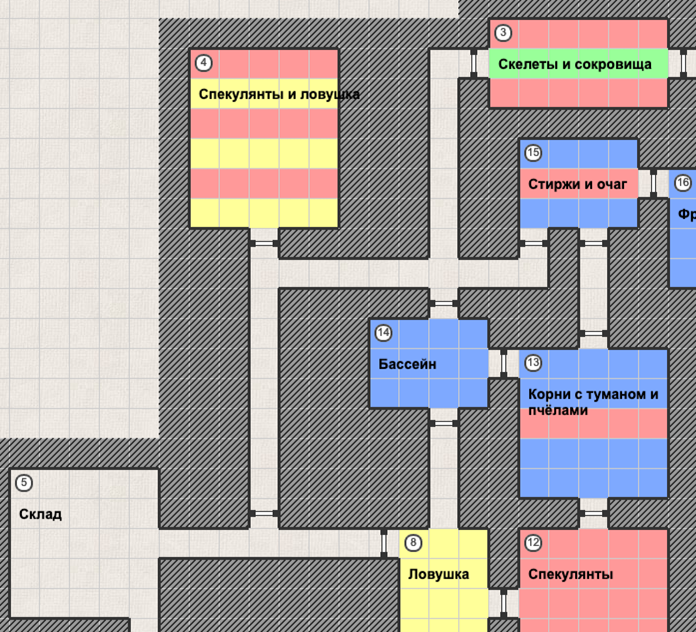 3
Скелеты и сокровища
4
Спекулянты и ловушка
15
Стиржи и очаг
16
Фр
14
Бассейн
13
Корни с туманом и
пчёлами
5
Склад
8
Ловушка
12
Спекулянты